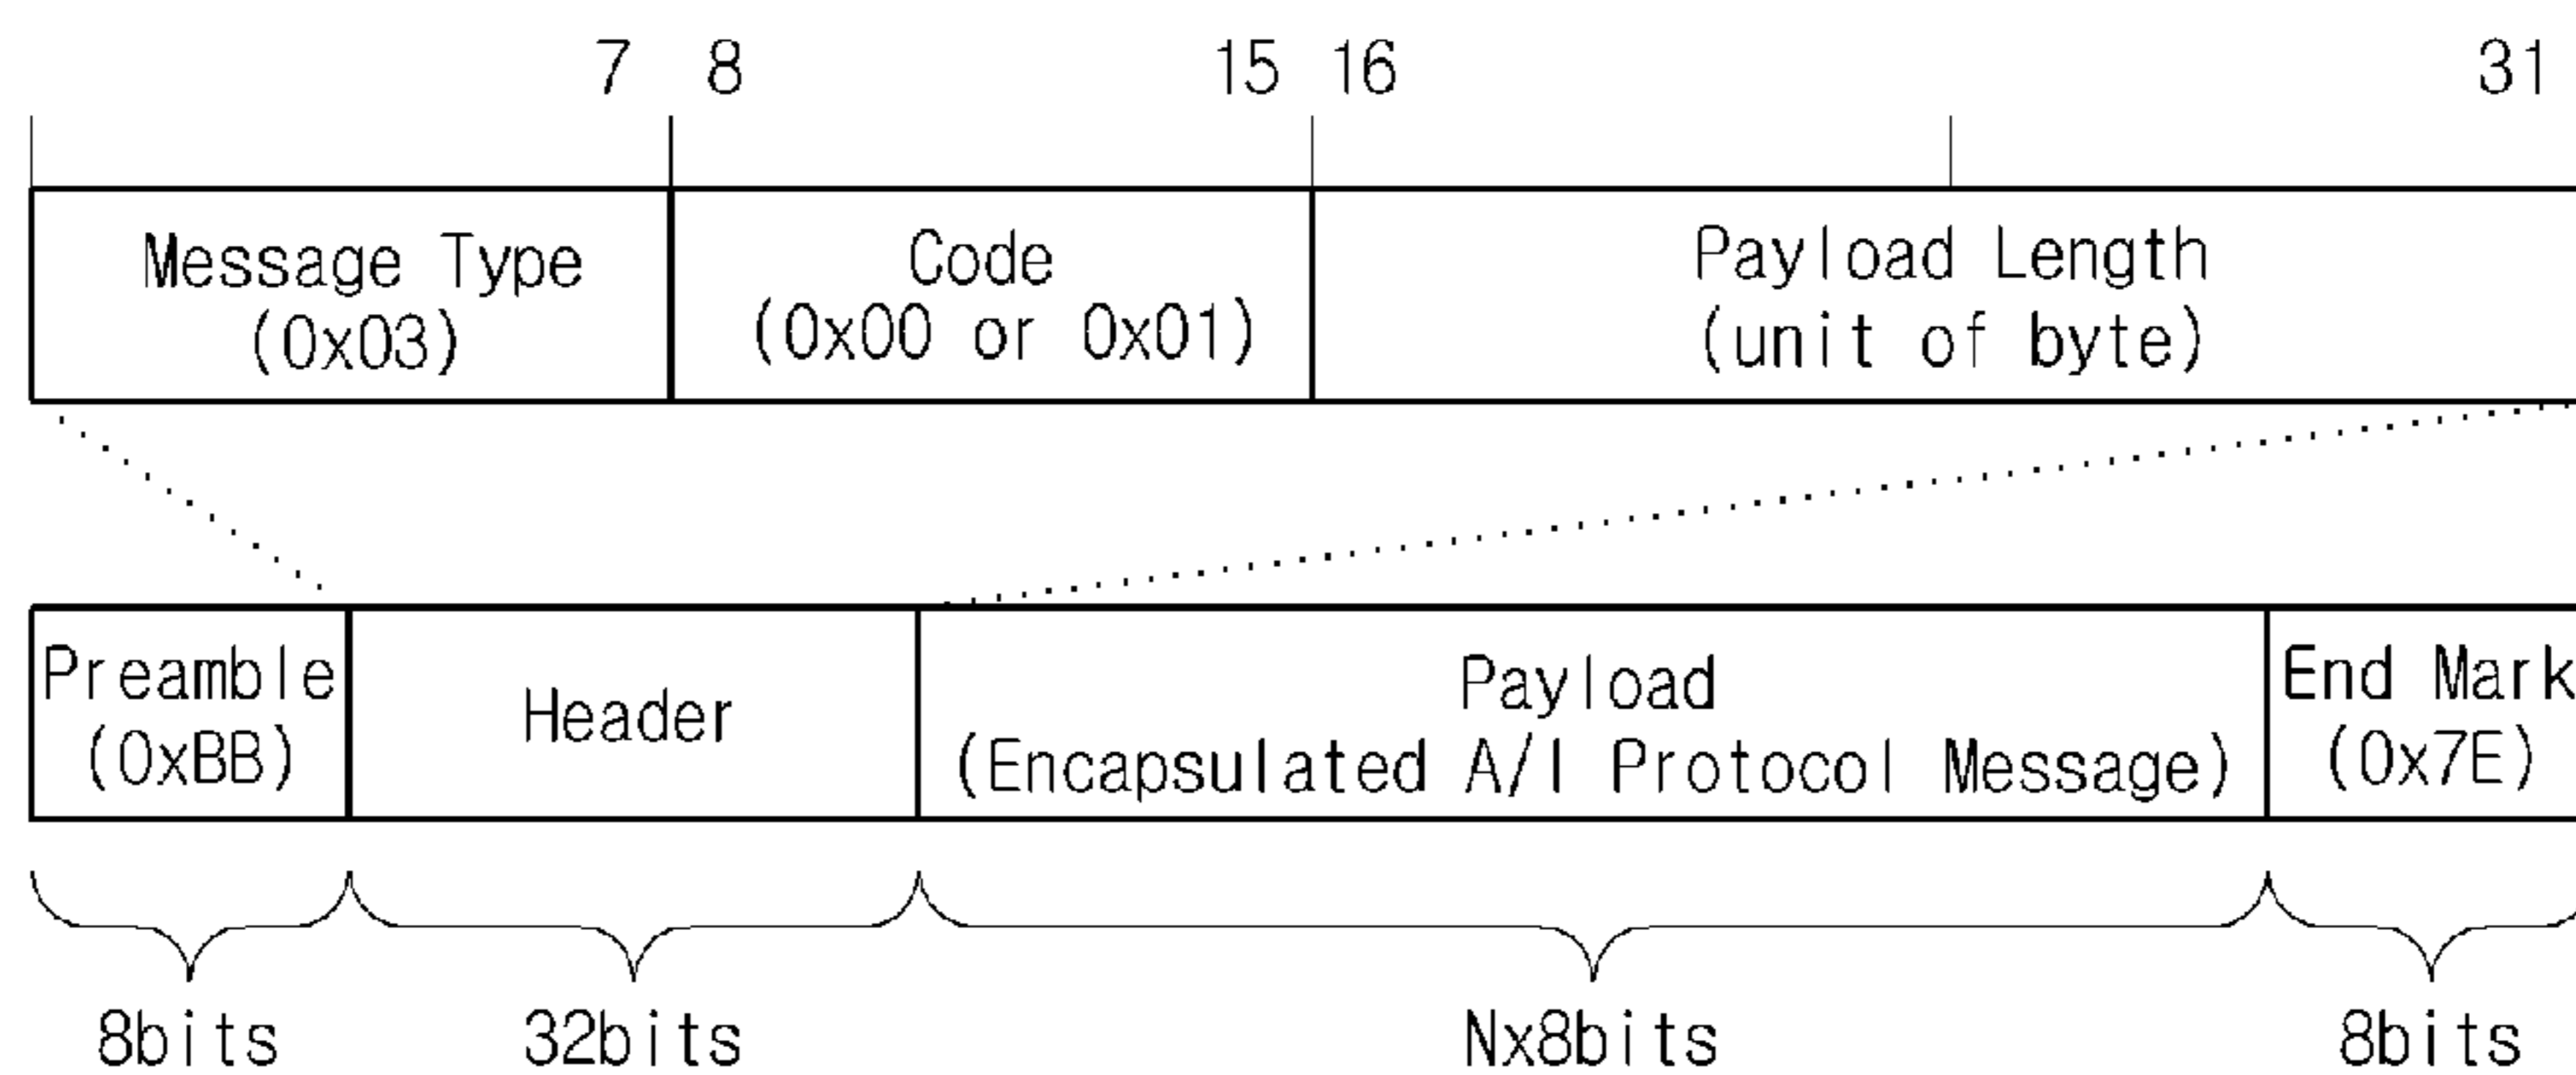 7 8 15 16 31
Message Type Code Payload Length
(0x03) (0x00 or 0x01) (unit of byte)
Preamble Header Payload End Mark
(0xBB) (Encapsulated A/I Protocol Message) (0x7E)
8bits 32bits Nx8bits 8bits